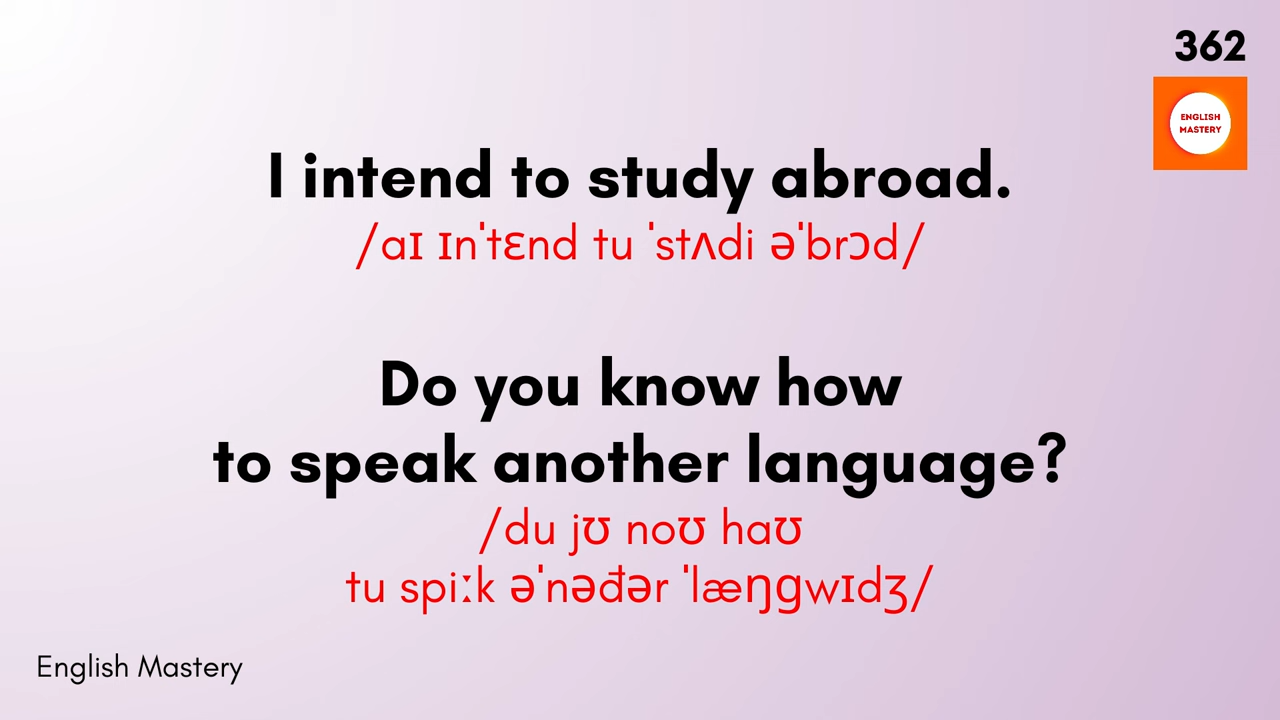 362
ENGLISH
MASTERY
I intend to study abroad.
/aɪ ɪnˈtɛnd tu ˈstʌdi əˈbrɔd/
Do you know how
to speak another language?
/du jʊ noʊ haʊ
tu spiːk əˈnəđər ˈlæŋgwɪdʒ/
English Mastery